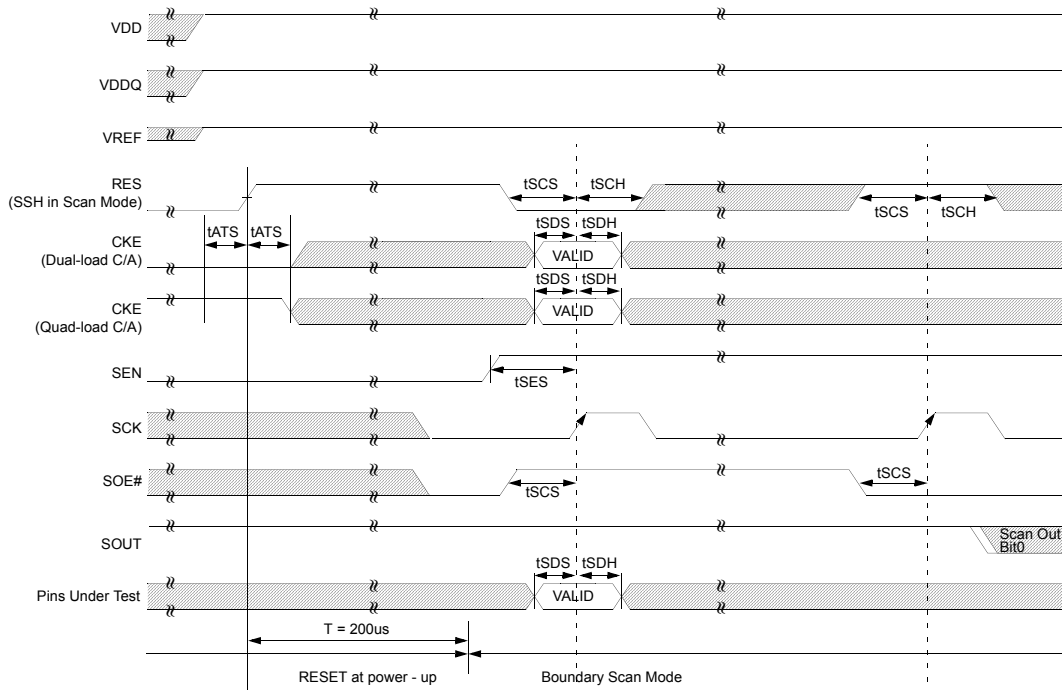 VDD
VDDQ
VREF
RES
(SSH in Scan Mode)
tSCS
tSCH
tSCS
tSCH
tATS
tATS
CKE
(Dual-load C/A)
tSDS
tSDH
VALID
CKE
(Quad-load C/A)
tSDS
tSDH
VALID
SEN
tSES
SCK
SOE#
tSCS
tSCS
SOUT
Scan Out
Bit0
Pins Under Test
tSDS
tSDH
VALID
T = 200us
RESET at power - up
Boundary Scan Mode